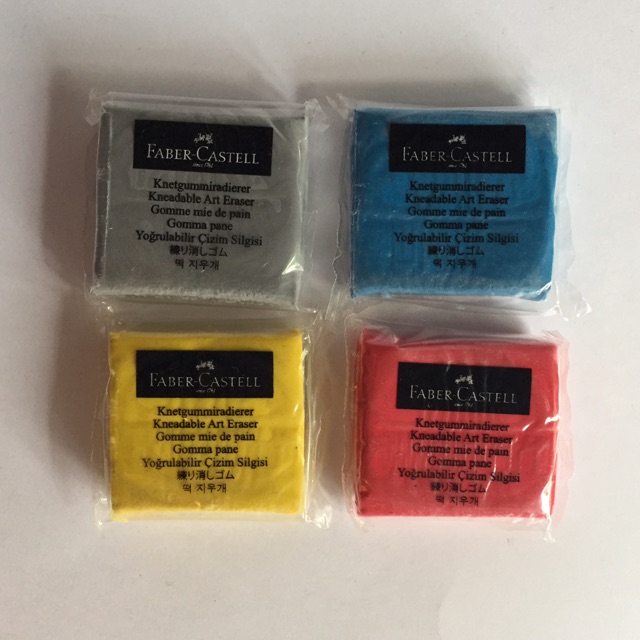 FABER-CASTELL
since 1761
Knetgummiradierer
Kneadable Art Eraser
Gomme mie de pain
Gomma pane
Yoğrulabilir Çizim Silgisi
練り消しゴム
떡 지우개
FABER-CASTELL
since 1761
Knetgummiradierer
Kneadable Art Eraser
Gomme mie de pain
Gomma pane
Yoğrulabilir Çizim Silgisi
練り消しゴム
떡 지우개
FABER-CASTELL
since 1761
Knetgummiradierer
Kneadable Art Eraser
Gomme mie de pain
Gomma pane
Yoğrulabilir Çizim Silgisi
練り消しゴム
떡 지우개
FABER-CASTELL
since 1761
Knetgummiradierer
Kneadable Art Eraser
Gomme mie de pain
Gomma pane
Yoğrulabilir Çizim Silgisi
練り消しゴム
떡 지우개